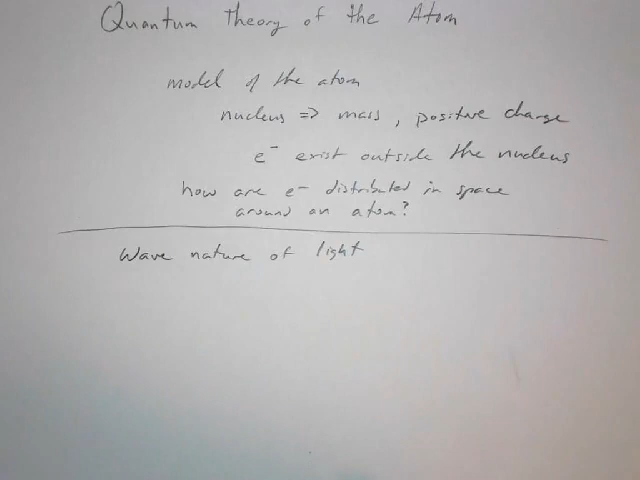 Quantum Theory of the Atom
model of the atom
nucleus => mass, positive charge
e⁻ exist outside the nucleus
how are e⁻ distributed in space
around an atom?
Wave nature of light